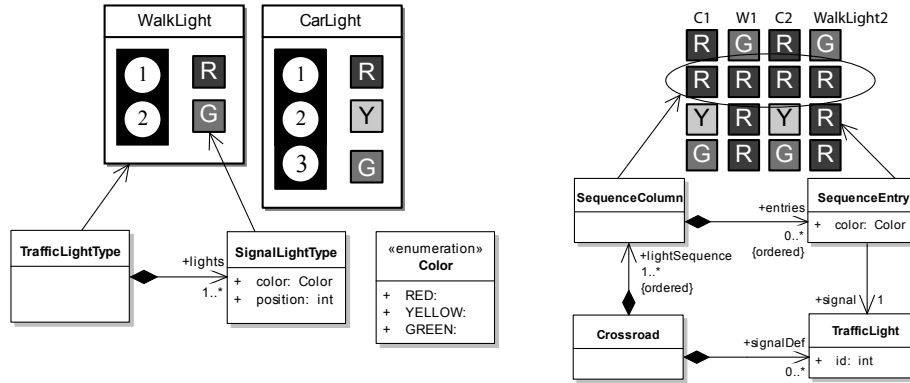 WalkLight
1 R
2 G
CarLight
1 R
2 Y
3 G
TrafficLightType
+lights
1..*
SignalLightType
+ color: Color
+ position: int
«enumeration»
Color
+ RED:
+ YELLOW:
+ GREEN:
C1 W1 C2 WalkLight2
R G R G
R R R R
Y R Y R
G R G R
SequenceColumn
+entries
0..*
{ordered}
SequenceEntry
+ color: Color
+lightSequence
1..*
{ordered}
+signal 1
Crossroad
+signalDef
0..*
TrafficLight
+ id: int